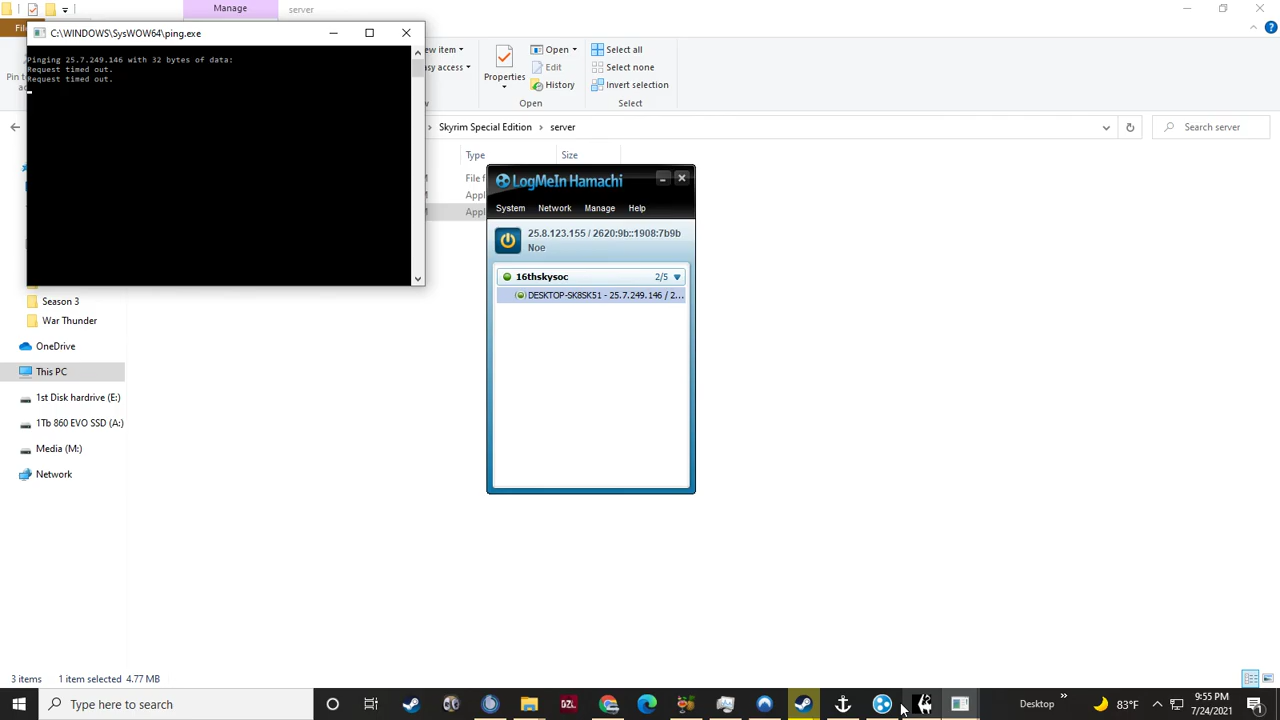 Manage
server
File
C:\WINDOWS\SysWOW64\ping.exe
Pinging 25.7.249.146 with 32 bytes of data:
Request timed out.
Request timed out.
Properties
Open
Edit
History
Open
Select all
Select none
Invert selection
Select
Skyrim Special Edition > server
Search server
Type
Size
LogMeIn Hamachi
System Network Manage Help
25.8.123.155 / 2620:9b::1908:7b9b
Noe
16thskysoc 2/5
DESKTOP-SK8SK51 - 25.7.249.146 / 2...
Season 3
War Thunder
OneDrive
This PC
1st Disk hardrive (E:)
1Tb 860 EVO SSD (A:)
Media (M:)
Network
3 items 1 item selected 4.77 MB
Type here to search
Desktop
83°F
9:55 PM
7/24/2021